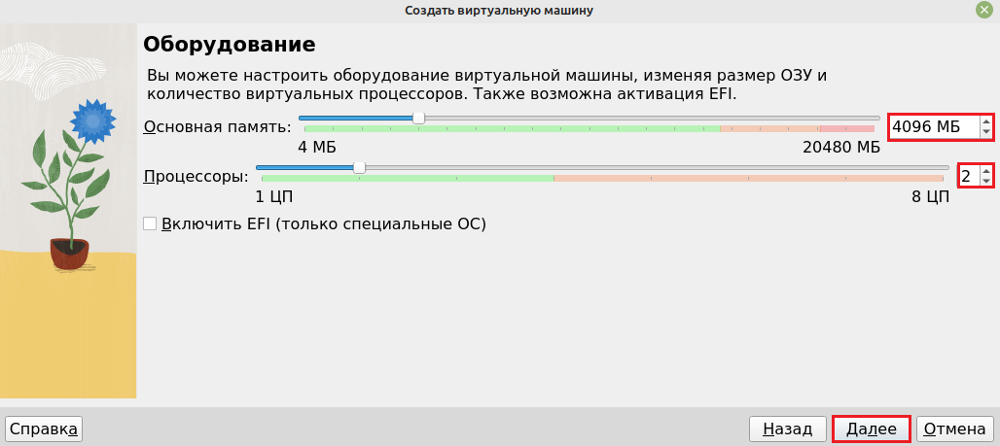 Создать виртуальную машину
Оборудование
Вы можете настроить оборудование виртуальной машины, изменяя размер ОЗУ и
количество виртуальных процессоров. Также возможна активация EFI.
Основная память:
4096 МБ
4 МБ
20480 МБ
Процессоры:
2
1 ЦП
8 ЦП
Включить EFI (только специальные ОС)
Справка
Назад
Далее
Отмена